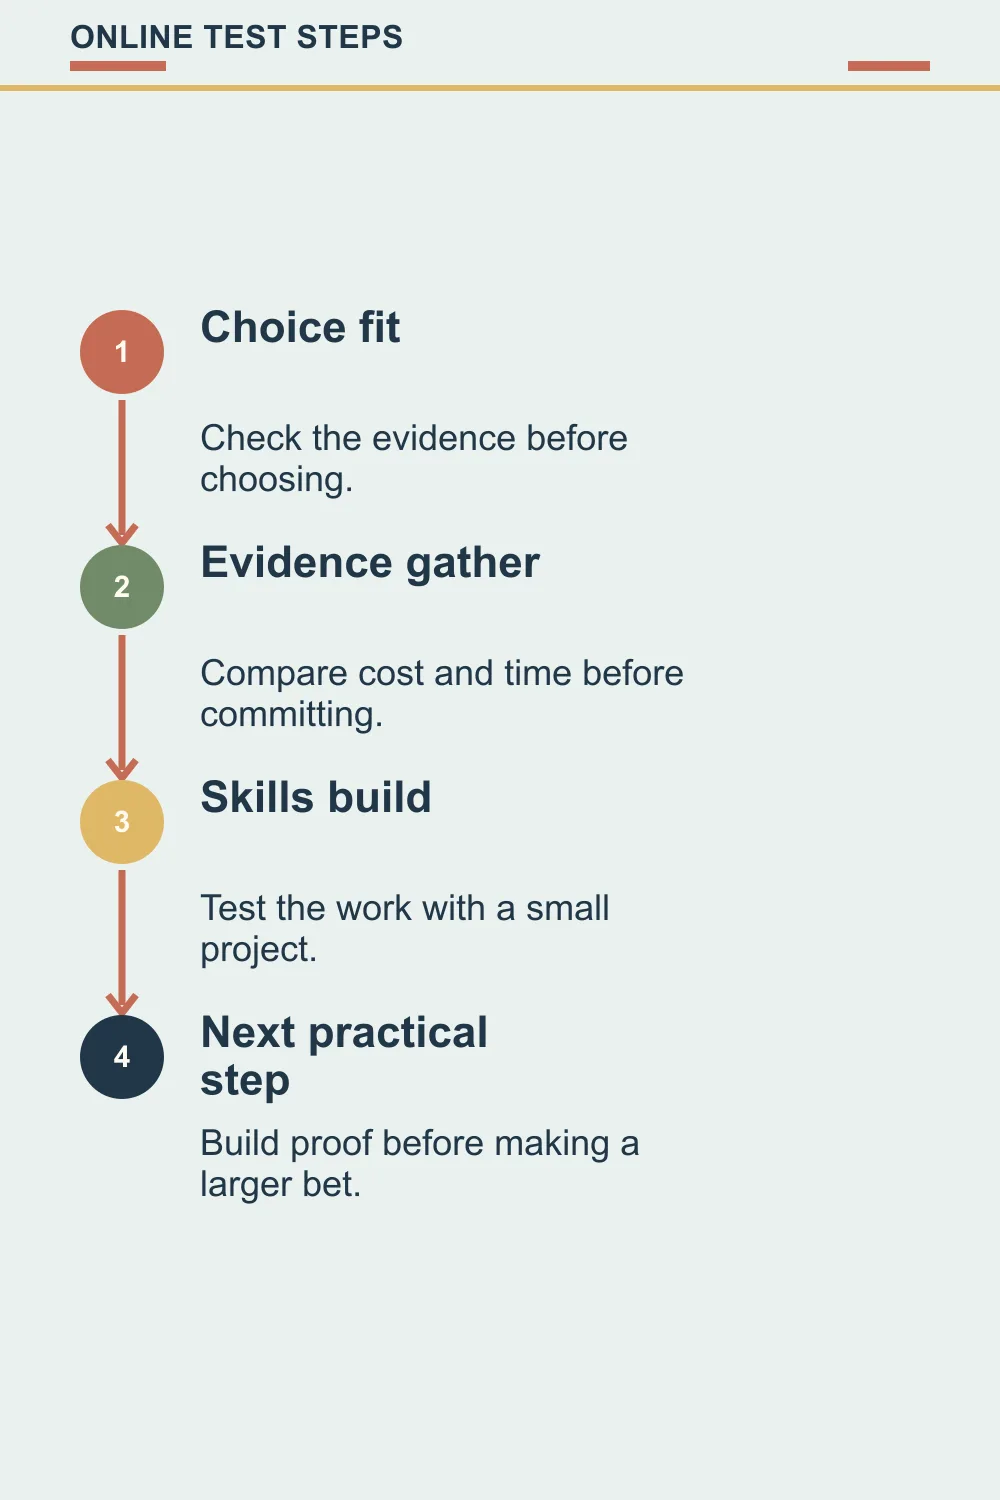 ONLINE TEST STEPS
1
Choice fit
Check the evidence before
choosing.
2
Evidence gather
Compare cost and time before
committing.
3
Skills build
Test the work with a small
project.
4
Next practical
step
Build proof before making a
larger bet.